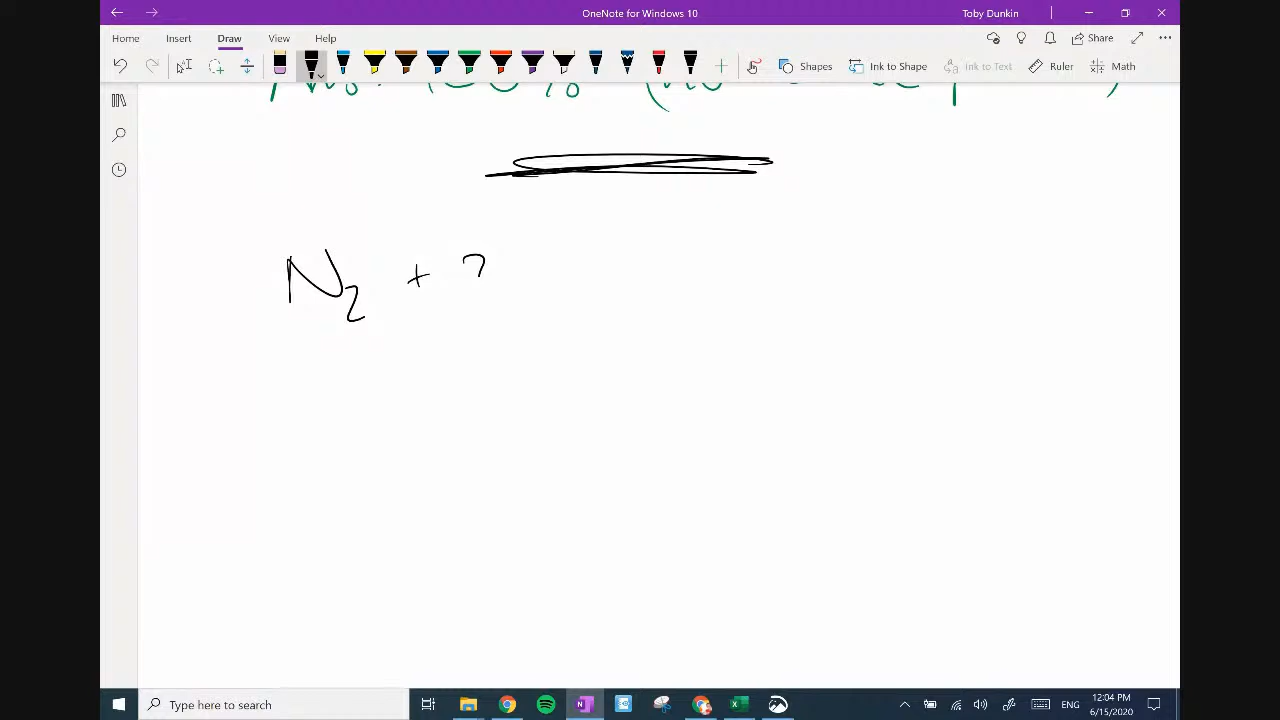 OneNote for Windows 10
Toby Dunkin
Home Insert Draw View Help
Share
Shapes Ink to Shape Ink to Text Ruler Math
N₂ +
Type here to search
ENG
12:04 PM
6/15/2020